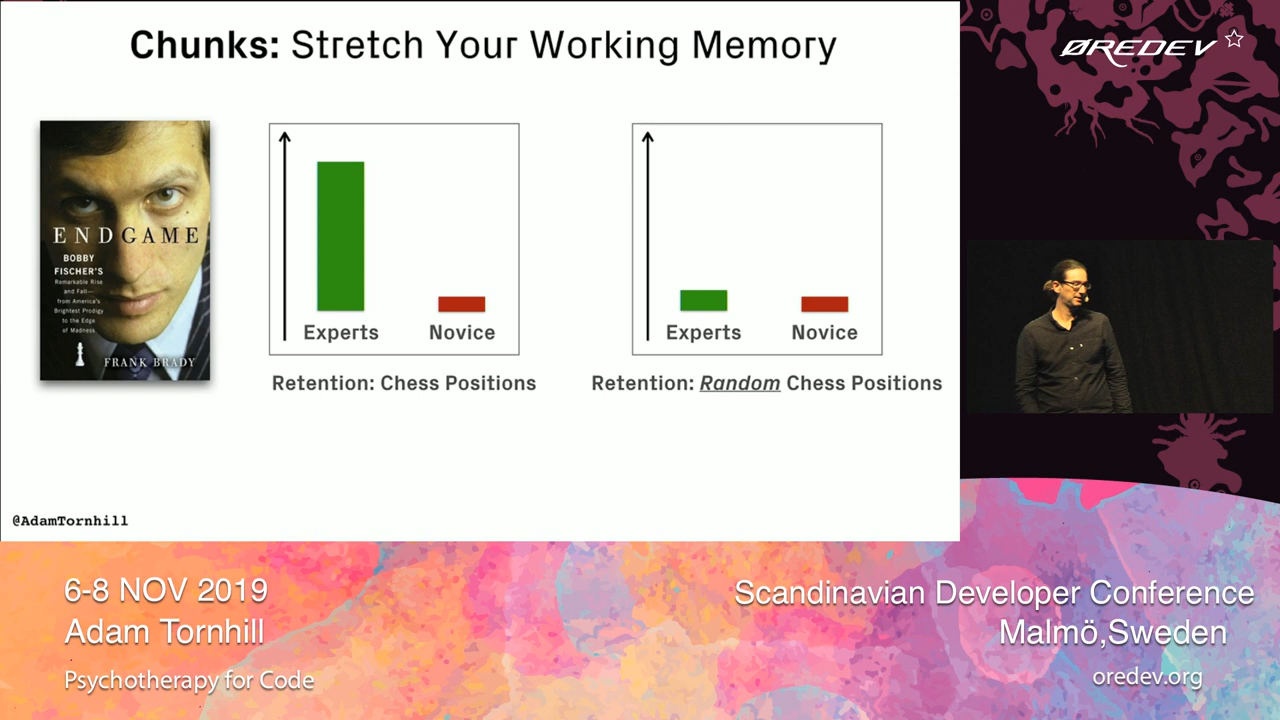 Chunks: Stretch Your Working Memory
ENDGAME
BOBBY
FISCHER'S
Remarkable Rise
and Fall—
from America's
Brightest Prodigy
to the Edge
of Madness
FRANK BRADY
Experts
Novice
Retention: Chess Positions
Experts
Novice
Retention: Random Chess Positions
@AdamTornhill
ØREDEV
6-8 NOV 2019
Adam Tornhill
Psychotherapy for Code
Scandinavian Developer Conference
Malmö,Sweden
oredev.org